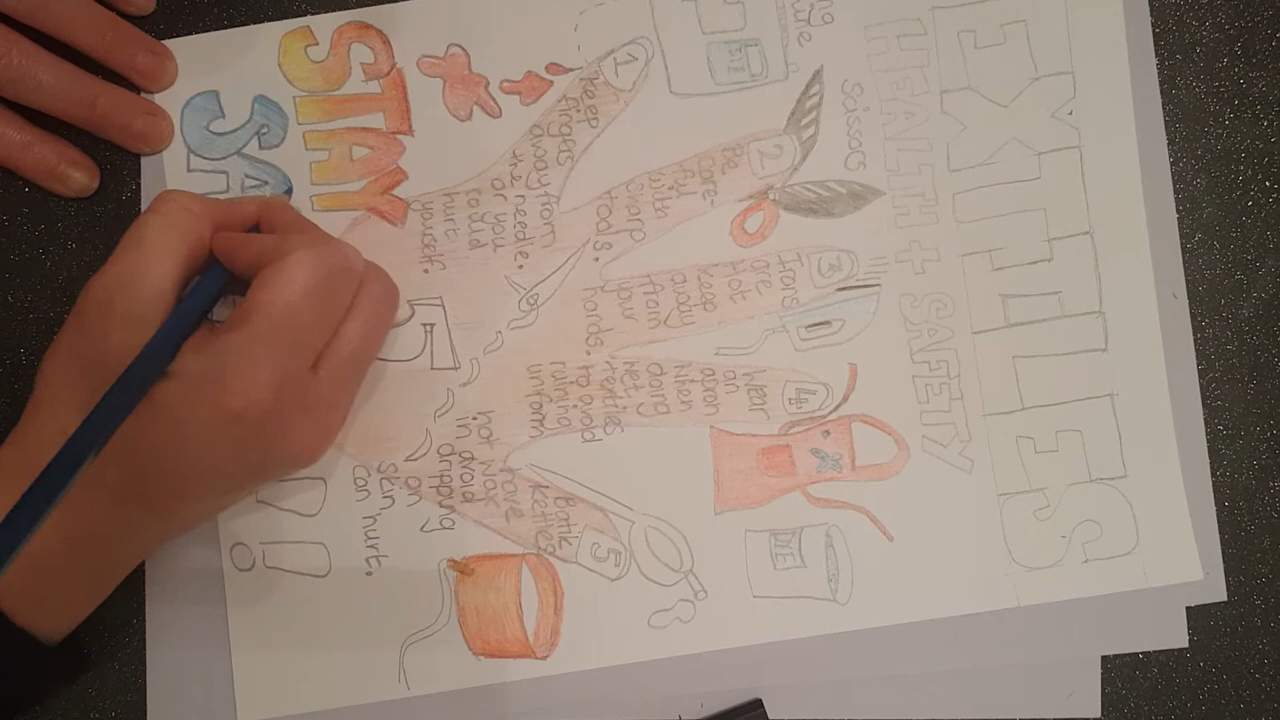 EXTILES
HEALTH + SAFETY
Scissors
1
keep
fingers
away from
the needle.
or you
could
hurt
youself.
2
Be
Care-
ful
with
sharp
tools.
3
Irons
are
Hot
keep
away
from
your
hands.
4
Wear
an
apron
when
doing
wet
textiles
to avoid
ruining
uniform
5
Batik
kettles
have
hot wax
in avoid
dripping
on
skin,
can hurt.
STAY
SA
!!